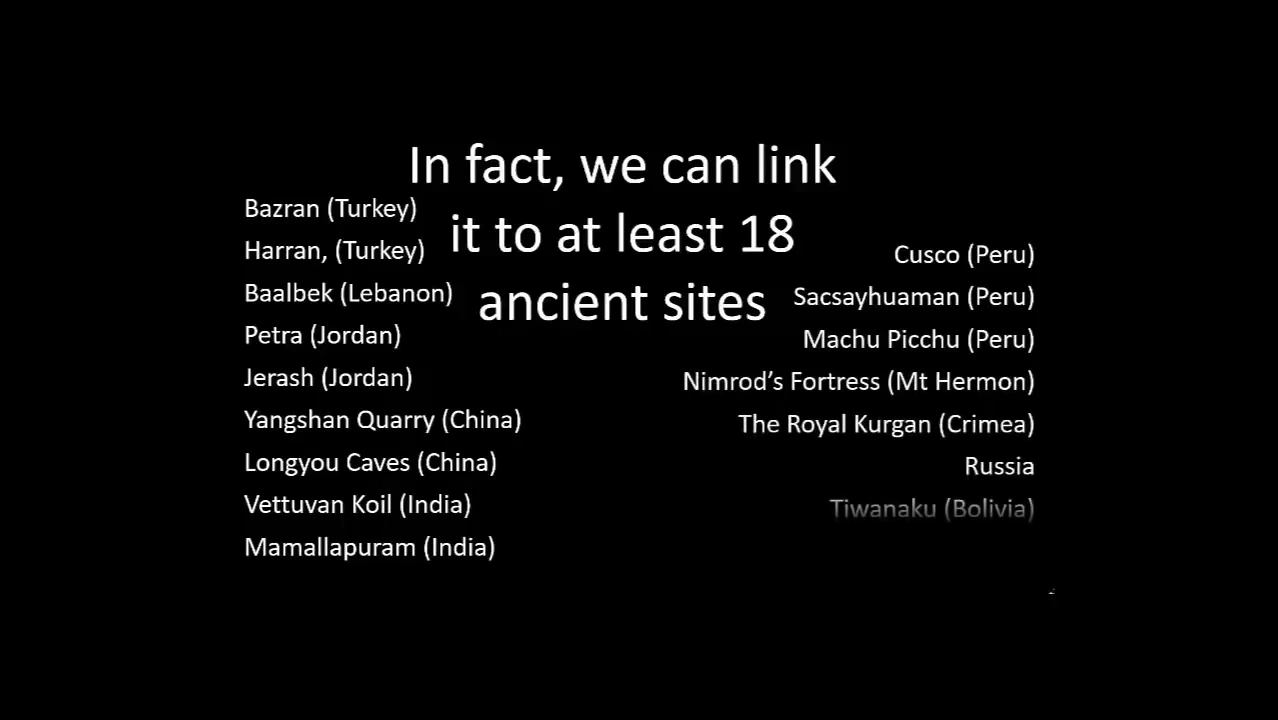 In fact, we can link
it to at least 18
ancient sites
Bazran (Turkey)
Harran, (Turkey)
Baalbek (Lebanon)
Petra (Jordan)
Jerash (Jordan)
Yangshan Quarry (China)
Longyou Caves (China)
Vettuvan Koil (India)
Mamallapuram (India)
Cusco (Peru)
Sacsayhuaman (Peru)
Machu Picchu (Peru)
Nimrod’s Fortress (Mt Hermon)
The Royal Kurgan (Crimea)
Russia
Tiwanaku (Bolivia)